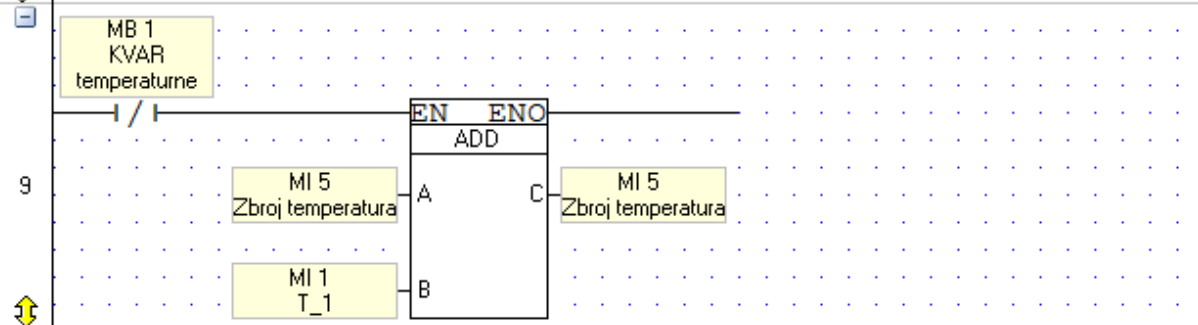 MB 1
KVAR
temperaturne
EN ENO
ADD
9
MI 5
Zbroj temperatura
A
C
MI 5
Zbroj temperatura
MI 1
T_1
B